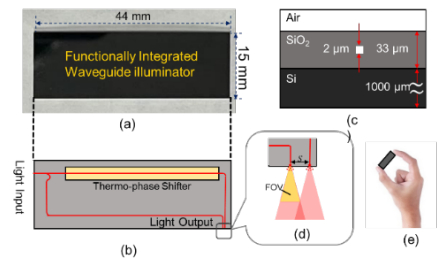 44 mm
Functionally Integrated
Waveguide illuminator
15 mm
(a)
Air
SiO₂
2 μm
33 μm
Si
1000 μm
(c)
Light Input
Thermo-phase Shifter
Light Output
(b)
S
FOV
(d)
(e)